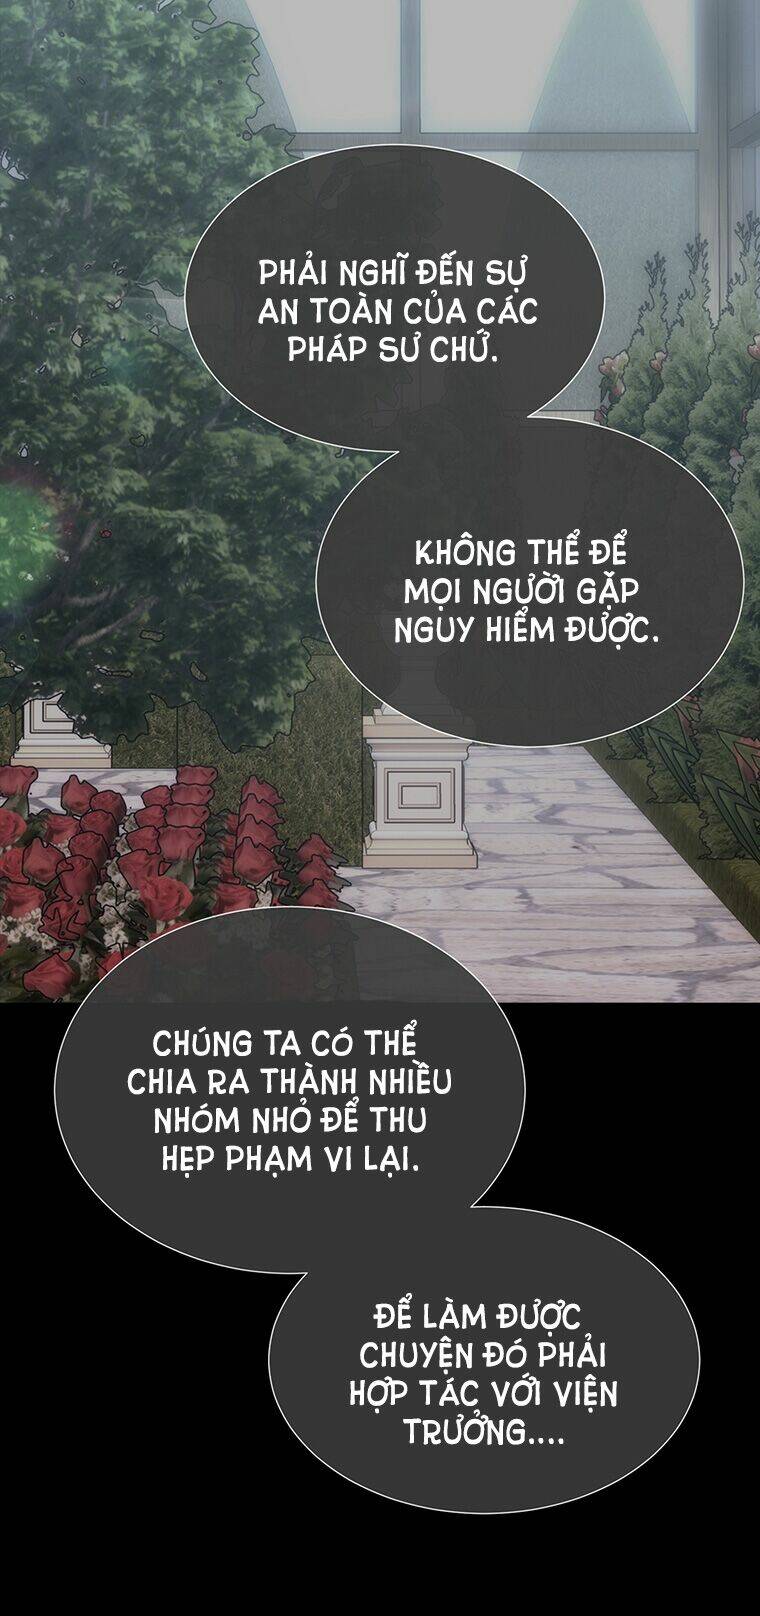 PHẢI NGHĨ ĐẾN SỰ
AN TOÀN CỦA CÁC
PHÁP SƯ CHỨ.
KHÔNG THỂ ĐỂ
MỌI NGƯỜI GẶP
NGUY HIỂM ĐƯỢC.
CHÚNG TA CÓ THỂ
CHIA RA THÀNH NHIỀU
NHÓM NHỎ ĐỂ THU
HẸP PHẠM VI LẠI.
ĐỂ LÀM ĐƯỢC
CHUYỆN ĐÓ PHẢI
HỢP TÁC VỚI VIỆN
TRƯỞNG....